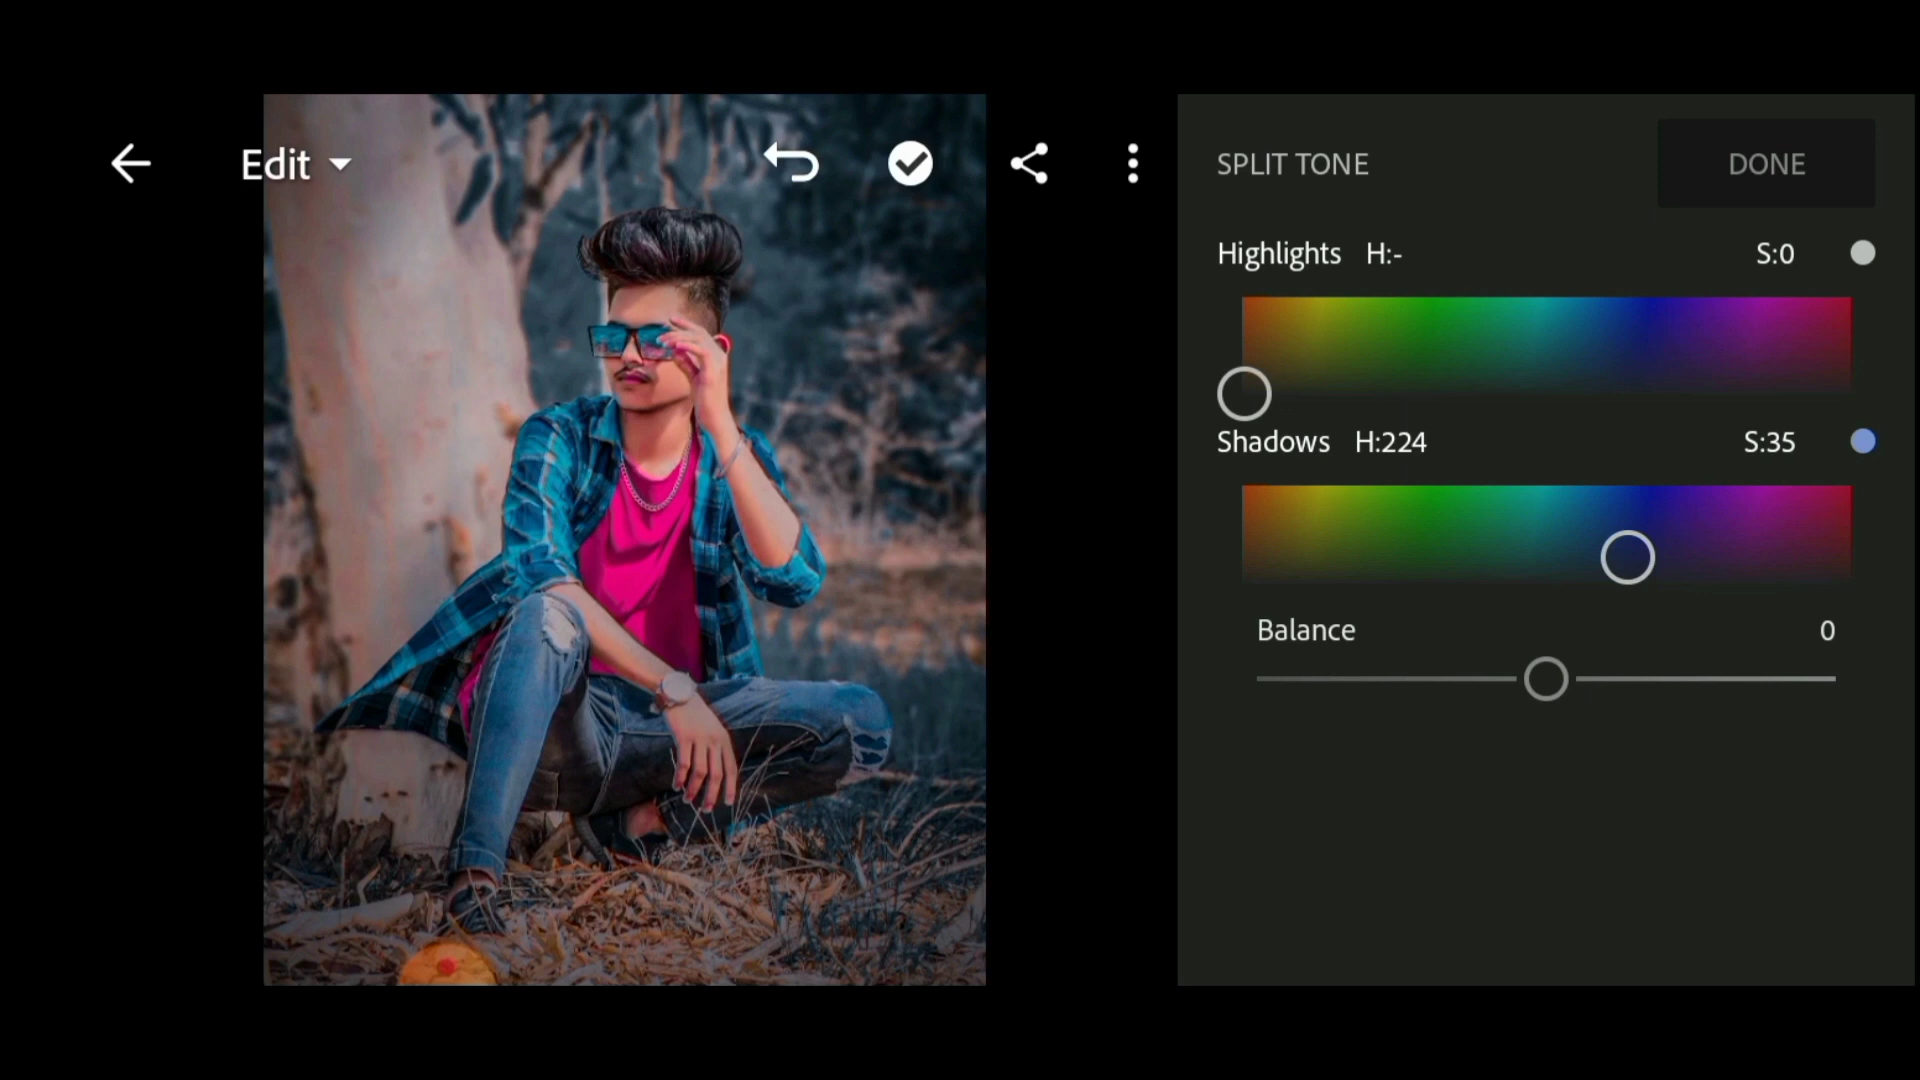 Edit
SPLIT TONE
DONE
Highlights H:- S:0
Shadows H:224 S:35
Balance 0